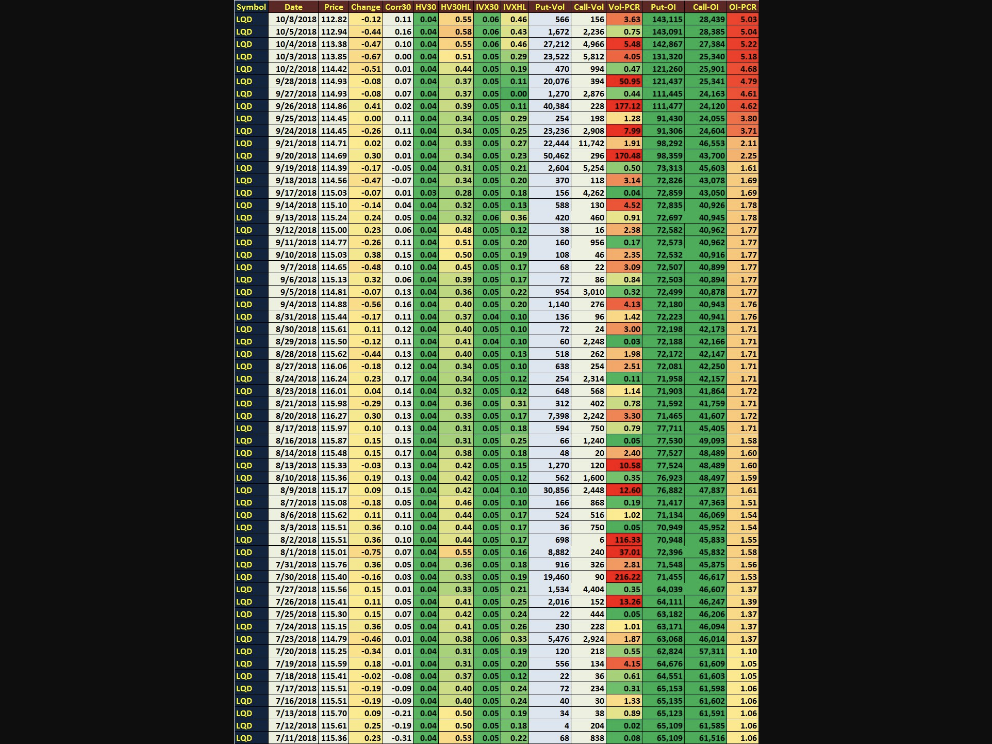 Symbol Date Price Change Corr30 HV30 HV30HL IVX30 IVXHL Put-Vol Call-Vol Vol-PCR Put-OI Call-OI OI-PCR
LQD 10/8/2018 112.82 -0.12 0.11 0.04 0.55 0.06 0.46 566 156 3.63 143,115 28,439 5.03
LQD 10/5/2018 112.94 -0.44 0.16 0.04 0.58 0.06 0.43 1,672 2,236 0.75 143,091 28,385 5.04
LQD 10/4/2018 113.38 -0.47 0.10 0.04 0.55 0.06 0.46 27,212 4,966 5.48 142,867 27,384 5.22
LQD 10/3/2018 113.85 -0.67 0.00 0.04 0.51 0.05 0.29 23,522 5,812 4.05 131,320 25,340 5.18
LQD 10/2/2018 114.42 -0.51 0.01 0.04 0.44 0.05 0.19 470 994 0.47 121,260 25,901 4.68
LQD 9/28/2018 114.93 -0.08 0.07 0.04 0.37 0.05 0.11 20,076 394 50.95 121,437 25,341 4.79
LQD 9/27/2018 114.93 -0.08 0.07 0.04 0.37 0.05 0.00 1,270 2,876 0.44 111,445 24,163 4.61
LQD 9/26/2018 114.86 0.41 0.02 0.04 0.39 0.05 0.11 40,384 228 177.12 111,477 24,120 4.62
LQD 9/25/2018 114.45 0.00 0.11 0.04 0.34 0.05 0.29 254 198 1.28 91,430 24,055 3.80
LQD 9/24/2018 114.45 -0.26 0.11 0.04 0.34 0.05 0.25 23,236 2,908 7.99 91,306 24,604 3.71
LQD 9/21/2018 114.71 0.02 0.02 0.04 0.33 0.05 0.27 22,444 11,742 1.91 98,292 46,553 2.11
LQD 9/20/2018 114.69 0.30 0.01 0.04 0.34 0.05 0.23 50,462 296 170.48 98,359 43,700 2.25
LQD 9/19/2018 114.39 -0.17 -0.05 0.04 0.31 0.05 0.21 2,604 5,254 0.50 73,313 45,603 1.61
LQD 9/18/2018 114.56 -0.47 -0.07 0.04 0.34 0.05 0.20 370 118 3.14 72,826 43,078 1.69
LQD 9/17/2018 115.03 -0.07 0.01 0.03 0.28 0.05 0.18 156 4,262 0.04 72,859 43,050 1.69
LQD 9/14/2018 115.10 -0.14 0.04 0.04 0.32 0.05 0.13 588 130 4.52 72,835 40,926 1.78
LQD 9/13/2018 115.24 0.24 0.05 0.04 0.32 0.06 0.36 420 460 0.91 72,697 40,945 1.78
LQD 9/12/2018 115.00 0.23 0.06 0.04 0.48 0.05 0.12 38 16 2.38 72,582 40,962 1.77
LQD 9/11/2018 114.77 -0.26 0.11 0.04 0.51 0.05 0.20 160 956 0.17 72,573 40,962 1.77
LQD 9/10/2018 115.03 0.38 0.15 0.04 0.50 0.05 0.19 108 46 2.35 72,532 40,916 1.77
LQD 9/7/2018 114.65 -0.48 0.10 0.04 0.45 0.05 0.17 68 22 3.09 72,507 40,899 1.77
LQD 9/6/2018 115.13 0.32 0.06 0.04 0.39 0.05 0.17 72 86 0.84 72,503 40,894 1.77
LQD 9/5/2018 114.81 -0.07 0.13 0.04 0.36 0.05 0.22 954 3,010 0.32 72,499 40,878 1.77
LQD 9/4/2018 114.88 -0.56 0.16 0.04 0.40 0.05 0.20 1,140 276 4.13 72,180 40,943 1.76
LQD 8/31/2018 115.44 -0.17 0.11 0.04 0.37 0.04 0.10 136 96 1.42 72,223 40,941 1.76
LQD 8/30/2018 115.61 0.11 0.12 0.04 0.40 0.05 0.10 72 24 3.00 72,198 42,173 1.71
LQD 8/29/2018 115.50 -0.12 0.11 0.04 0.41 0.04 0.10 60 2,248 0.03 72,188 42,166 1.71
LQD 8/28/2018 115.62 -0.44 0.13 0.04 0.40 0.05 0.13 518 262 1.98 72,172 42,147 1.71
LQD 8/27/2018 116.06 -0.18 0.12 0.04 0.34 0.05 0.12 638 254 2.51 72,081 42,250 1.71
LQD 8/24/2018 116.24 0.23 0.17 0.04 0.34 0.05 0.12 254 2,314 0.11 71,958 42,157 1.71
LQD 8/23/2018 116.01 0.04 0.14 0.04 0.32 0.05 0.12 648 568 1.14 71,903 41,864 1.72
LQD 8/21/2018 115.98 -0.29 0.13 0.04 0.36 0.05 0.31 312 402 0.78 71,592 41,759 1.71
LQD 8/20/2018 116.27 0.30 0.13 0.04 0.33 0.05 0.17 7,398 2,242 3.30 71,465 41,607 1.72
LQD 8/17/2018 115.97 0.10 0.13 0.04 0.31 0.05 0.18 594 750 0.79 77,711 45,405 1.71
LQD 8/16/2018 115.87 0.15 0.15 0.04 0.31 0.05 0.25 66 1,240 0.05 77,530 49,093 1.58
LQD 8/14/2018 115.48 0.15 0.17 0.04 0.38 0.05 0.18 48 20 2.40 77,527 48,489 1.60
LQD 8/13/2018 115.33 -0.03 0.13 0.04 0.42 0.05 0.15 1,270 120 10.58 77,524 48,489 1.60
LQD 8/10/2018 115.36 0.19 0.13 0.04 0.42 0.05 0.12 562 1,600 0.35 76,923 48,497 1.59
LQD 8/9/2018 115.17 0.09 0.15 0.04 0.42 0.04 0.10 30,856 2,448 12.60 76,882 47,837 1.61
LQD 8/7/2018 115.08 -0.18 0.05 0.04 0.46 0.05 0.10 166 868 0.19 71,417 47,363 1.51
LQD 8/6/2018 115.62 0.11 0.11 0.04 0.44 0.05 0.17 524 516 1.02 71,134 46,069 1.54
LQD 8/3/2018 115.51 0.36 0.10 0.04 0.44 0.05 0.17 36 750 0.05 70,949 45,952 1.54
LQD 8/2/2018 115.51 0.36 0.10 0.04 0.44 0.05 0.17 698 6 116.33 70,948 45,833 1.55
LQD 8/1/2018 115.01 -0.75 0.07 0.04 0.55 0.05 0.16 8,882 240 37.01 72,396 45,832 1.58
LQD 7/31/2018 115.76 0.36 0.03 0.04 0.36 0.05 0.18 916 326 2.81 71,548 45,875 1.56
LQD 7/30/2018 115.40 -0.16 0.03 0.04 0.33 0.05 0.19 19,460 90 216.22 71,455 46,617 1.53
LQD 7/27/2018 115.56 0.15 0.01 0.04 0.33 0.05 0.21 1,534 4,404 0.35 64,039 46,607 1.37
LQD 7/26/2018 115.41 0.11 0.05 0.04 0.41 0.05 0.25 2,016 152 13.26 64,111 46,247 1.39
LQD 7/25/2018 115.30 0.15 0.07 0.04 0.42 0.05 0.24 22 444 0.05 63,182 46,206 1.37
LQD 7/24/2018 115.15 0.36 0.05 0.04 0.41 0.05 0.26 230 228 1.01 63,171 46,094 1.37
LQD 7/23/2018 114.79 -0.46 0.01 0.04 0.38 0.06 0.33 5,476 2,924 1.87 63,068 46,014 1.37
LQD 7/20/2018 115.25 -0.34 0.01 0.04 0.31 0.05 0.19 120 218 0.55 62,824 57,311 1.10
LQD 7/19/2018 115.59 0.18 -0.01 0.04 0.31 0.05 0.20 556 134 4.15 64,676 61,609 1.05
LQD 7/18/2018 115.41 -0.02 -0.08 0.04 0.37 0.05 0.12 22 36 0.61 64,551 61,603 1.05
LQD 7/17/2018 115.51 -0.19 -0.09 0.04 0.40 0.05 0.24 72 234 0.31 65,153 61,598 1.06
LQD 7/16/2018 115.51 -0.19 -0.09 0.04 0.40 0.05 0.24 40 30 1.33 65,135 61,602 1.06
LQD 7/13/2018 115.70 0.09 -0.21 0.04 0.50 0.05 0.19 34 38 0.89 65,123 61,591 1.06
LQD 7/12/2018 115.61 0.25 -0.19 0.04 0.50 0.05 0.18 4 204 0.02 65,109 61,585 1.06
LQD 7/11/2018 115.36 0.23 -0.31 0.04 0.53 0.05 0.22 68 838 0.08 65,109 61,516 1.06